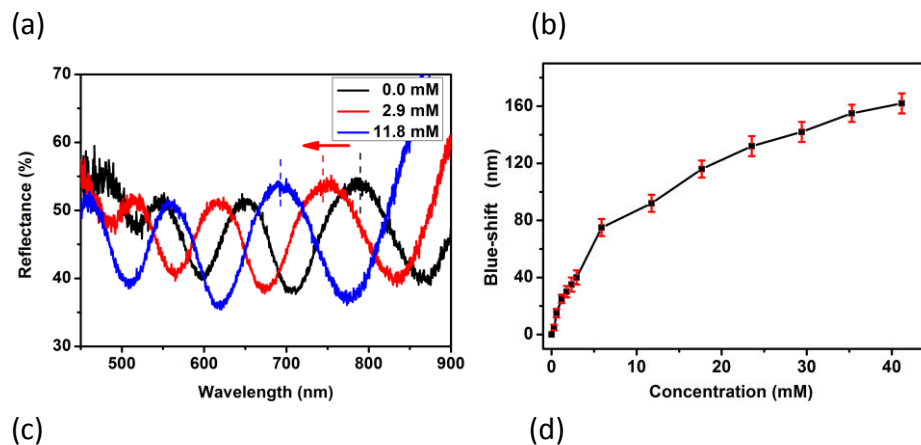 (a)
(b)
70
60
50
40
30
Reflectance (%)
0.0 mM
2.9 mM
11.8 mM
500
600
700
800
900
Wavelength (nm)
160
120
80
40
0
Blue-shift (nm)
0
10
20
30
40
Concentration (mM)
(c)
(d)